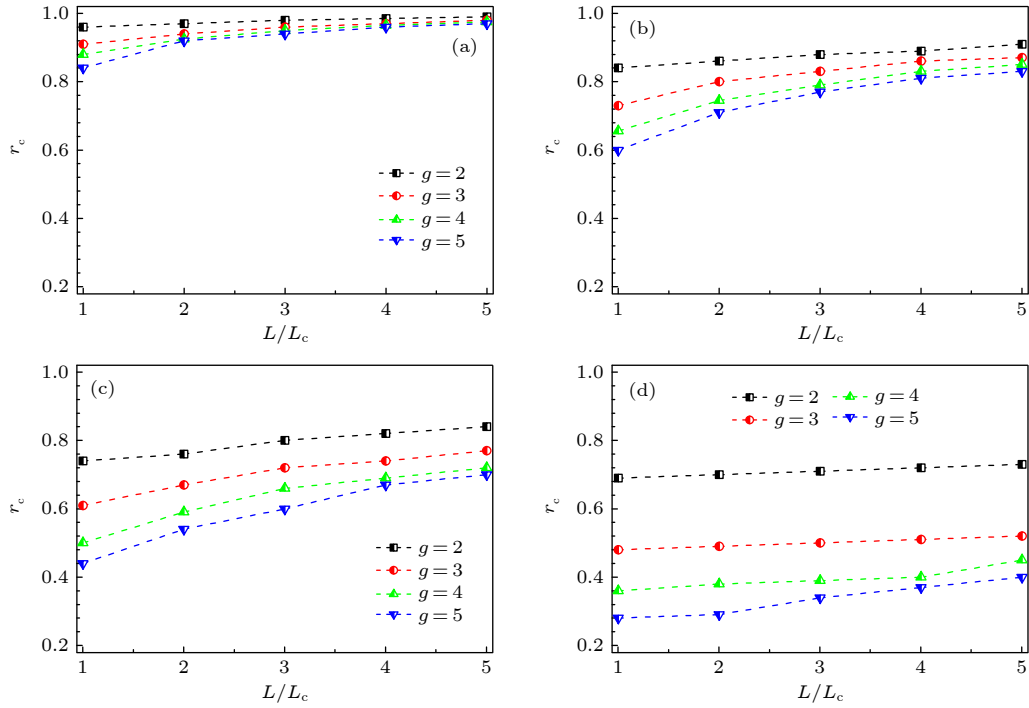 1.0
0.8
0.6
0.4
0.2
r_c
(a)
g = 2
g = 3
g = 4
g = 5
1 2 3 4 5
L/L_c
1.0
0.8
0.6
0.4
0.2
r_c
(b)
1 2 3 4 5
L/L_c
1.0
0.8
0.6
0.4
0.2
r_c
(c)
g = 2
g = 3
g = 4
g = 5
1 2 3 4 5
L/L_c
1.0
0.8
0.6
0.4
0.2
r_c
(d)
g = 2 g = 4
g = 3 g = 5
1 2 3 4 5
L/L_c